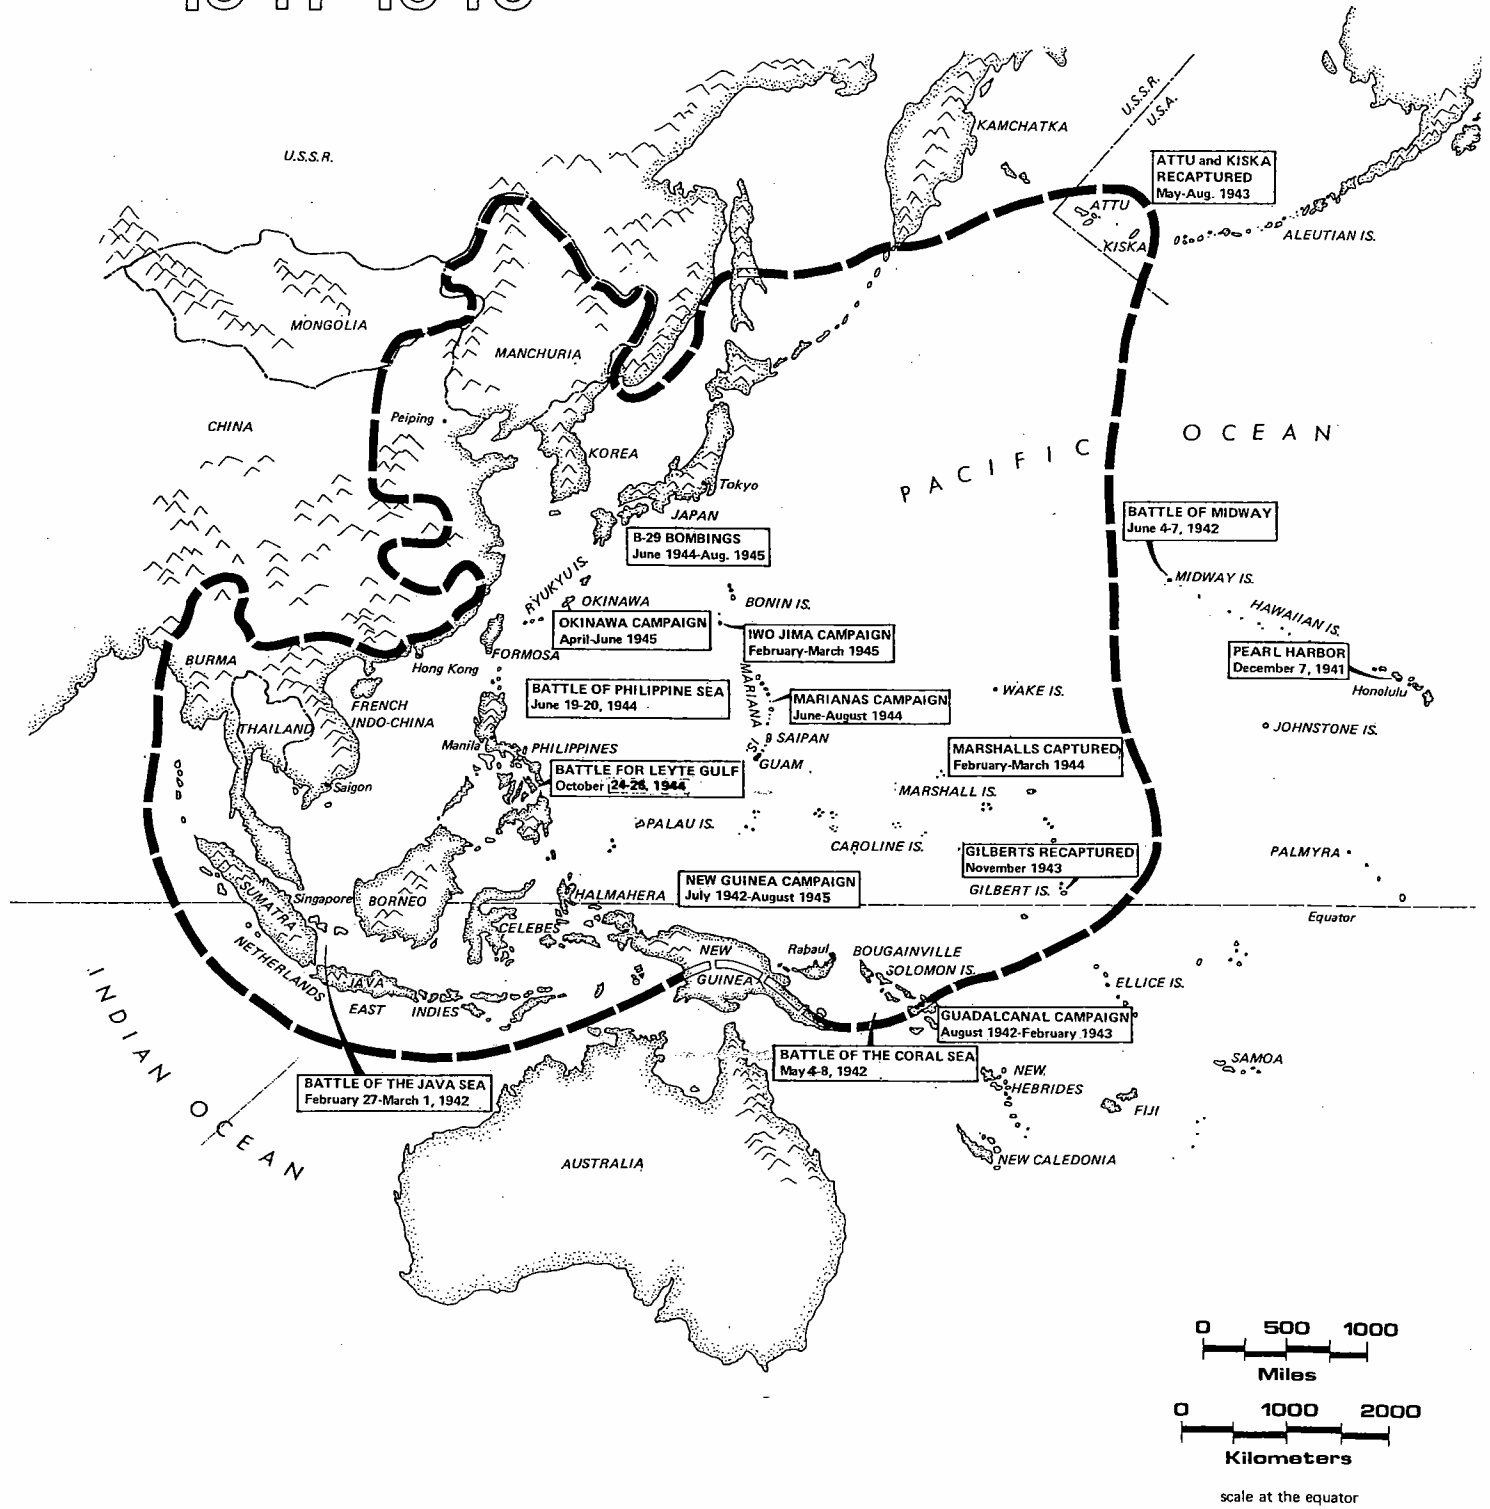 1941-1945
U.S.S.R.
KAMCHATKA
U.S.S.R.
U.S.A.
ATTU and KISKA
RECAPTURED
May-Aug. 1943
ATTU
KISKA
ALEUTIAN IS.
MONGOLIA
MANCHURIA
CHINA
Peiping
KOREA
Tokyo
JAPAN
PACIFIC OCEAN
BATTLE OF MIDWAY
June 4-7, 1942
MIDWAY IS.
B-29 BOMBINGS
June 1944-Aug. 1945
RYUKYU IS.
OKINAWA
OKINAWA CAMPAIGN
April-June 1945
BONIN IS.
IWO JIMA CAMPAIGN
February-March 1945
HAWAIIAN IS.
PEARL HARBOR
December 7, 1941
Honolulu
BURMA
Hong Kong
FORMOSA
BATTLE OF PHILIPPINE SEA
June 19-20, 1944
MARIANA IS.
MARIANAS CAMPAIGN
June-August 1944
WAKE IS.
JOHNSTONE IS.
FRENCH
INDO-CHINA
THAILAND
Manila
PHILIPPINES
SAIPAN
GUAM
MARSHALLS CAPTURED
February-March 1944
BATTLE FOR LEYTE GULF
October 24-26, 1944
Saigon
MARSHALL IS.
PALAU IS.
CAROLINE IS.
GILBERTS RECAPTURED
November 1943
GILBERT IS.
PALMYRA
NEW GUINEA CAMPAIGN
July 1942-August 1945
HALMAHERA
Singapore
BORNEO
SUMATRA
CELEBES
Equator
NETHERLANDS
EAST INDIES
JAVA
NEW
GUINEA
Rabaul
BOUGAINVILLE
SOLOMON IS.
ELLICE IS.
GUADALCANAL CAMPAIGN
August 1942-February 1943
BATTLE OF THE CORAL SEA
May 4-8, 1942
BATTLE OF THE JAVA SEA
February 27-March 1, 1942
INDIAN OCEAN
NEW
HEBRIDES
SAMOA
FIJI
NEW CALEDONIA
AUSTRALIA
0 500 1000
Miles
0 1000 2000
Kilometers
scale at the equator